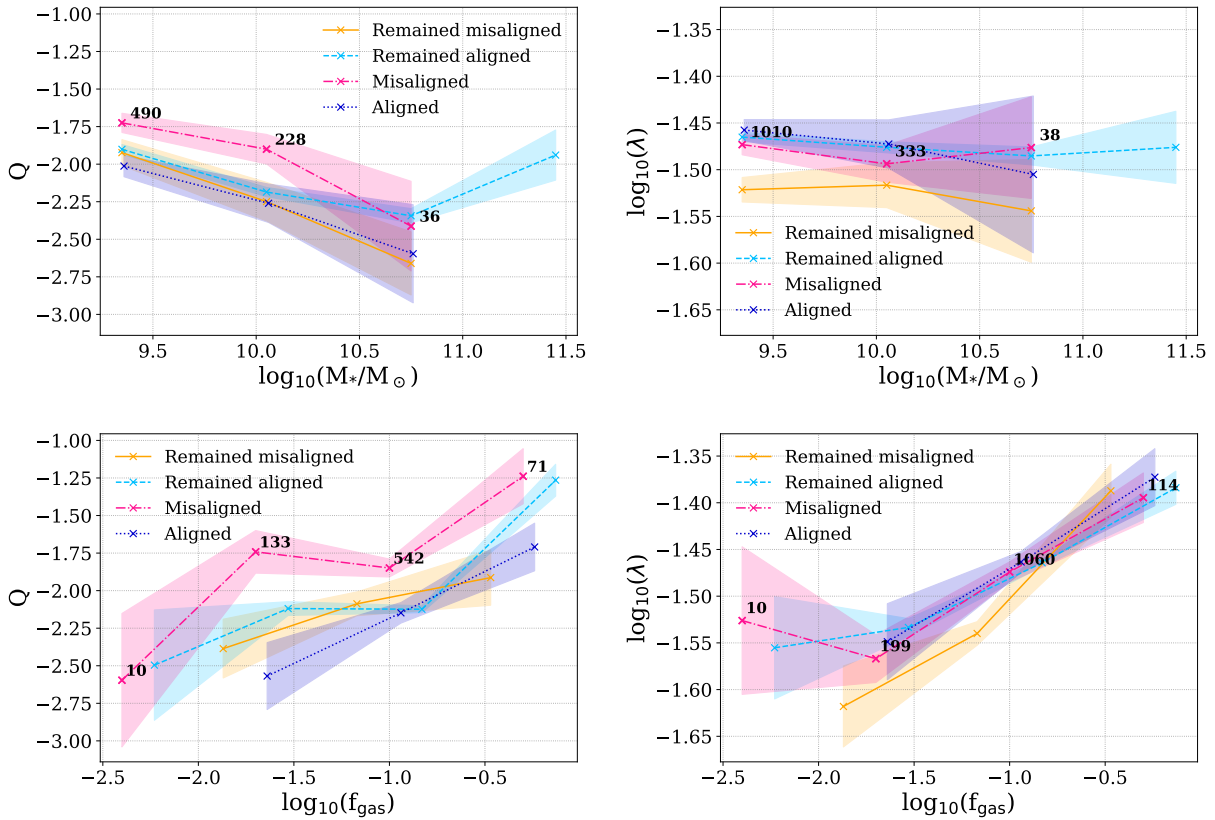 −1.00
−1.25
−1.50
−1.75
−2.00
−2.25
−2.50
−2.75
−3.00
Q
Remained misaligned
Remained aligned
Misaligned
Aligned
490
228
36
9.5 10.0 10.5 11.0 11.5
log10(M*/M⊙)
−1.35
−1.40
−1.45
−1.50
−1.55
−1.60
−1.65
log10(λ)
1010
333
38
Remained misaligned
Remained aligned
Misaligned
Aligned
9.5 10.0 10.5 11.0 11.5
log10(M*/M⊙)
−1.00
−1.25
−1.50
−1.75
−2.00
−2.25
−2.50
−2.75
−3.00
Q
Remained misaligned
Remained aligned
Misaligned
Aligned
71
133
542
10
−2.5 −2.0 −1.5 −1.0 −0.5
log10(fgas)
−1.35
−1.40
−1.45
−1.50
−1.55
−1.60
−1.65
log10(λ)
Remained misaligned
Remained aligned
Misaligned
Aligned
114
1060
10
199
−2.5 −2.0 −1.5 −1.0 −0.5
log10(fgas)